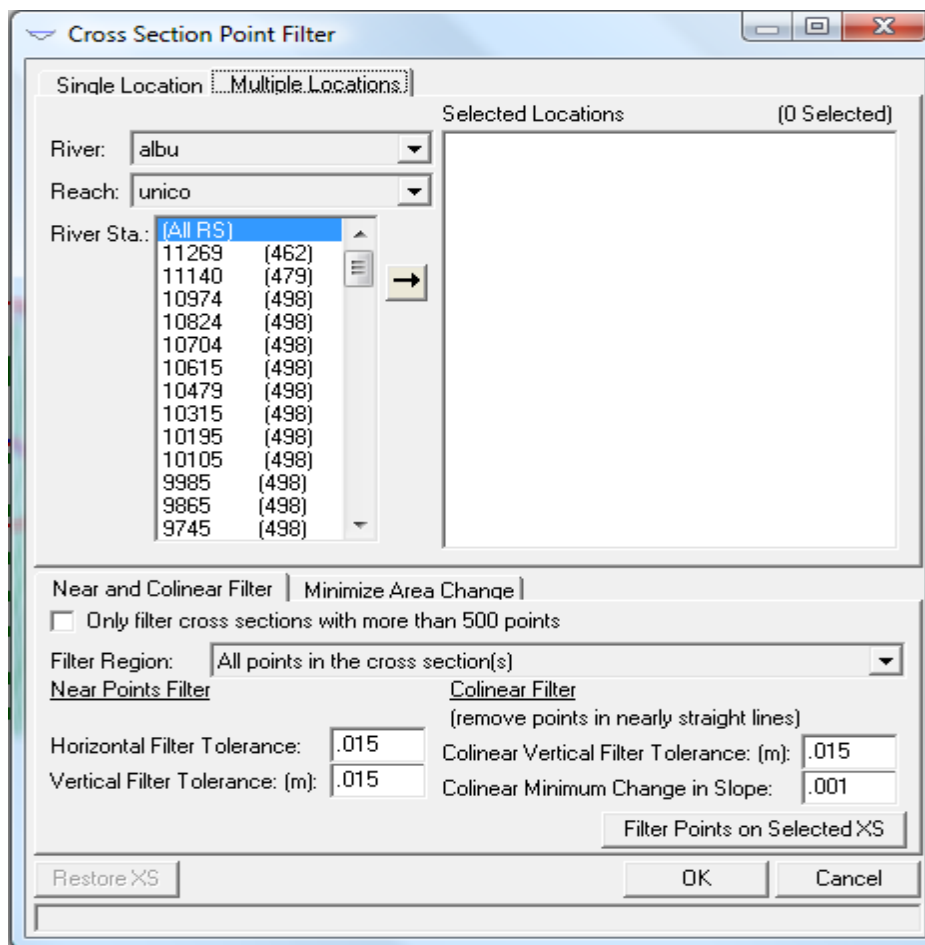 Cross Section Point Filter
Single Location Multiple Locations
Selected Locations (0 Selected)
River: albu
Reach: unico
River Sta.: (All RS)
11269 (462)
11140 (479)
10974 (498)
10824 (498)
10704 (498)
10615 (498)
10479 (498)
10315 (498)
10195 (498)
10105 (498)
9985 (498)
9865 (498)
9745 (498)
Near and Colinear Filter Minimize Area Change
Only filter cross sections with more than 500 points
Filter Region: All points in the cross section(s)
Near Points Filter Colinear Filter
(remove points in nearly straight lines)
Horizontal Filter Tolerance: .015 Colinear Vertical Filter Tolerance: (m): .015
Vertical Filter Tolerance: (m): .015 Colinear Minimum Change in Slope: .001
Filter Points on Selected XS
Restore XS OK Cancel